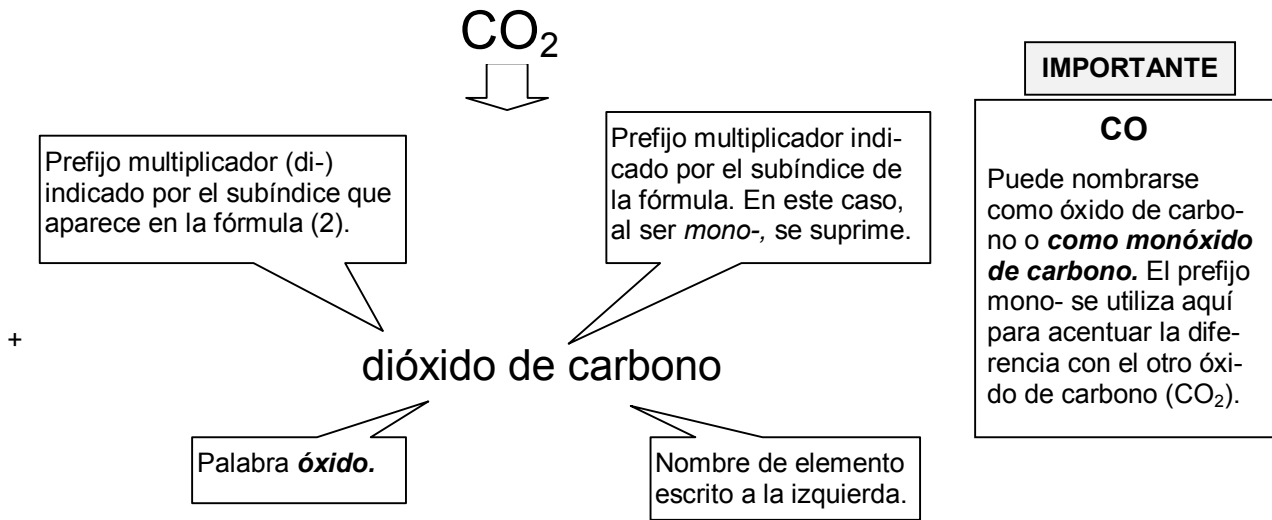 CO₂
Prefijo multiplicador (di-)
indicado por el subíndice que
aparece en la fórmula (2).
Prefijo multiplicador indi-
cado por el subíndice de
la fórmula. En este caso,
al ser mono-, se suprime.
+
dióxido de carbono
Palabra óxido.
Nombre de elemento
escrito a la izquierda.
IMPORTANTE
CO
Puede nombrarse
como óxido de carbo-
no o como monóxido
de carbono. El prefijo
mono- se utiliza aquí
para acentuar la dife-
rencia con el otro óxi-
do de carbono (CO₂).